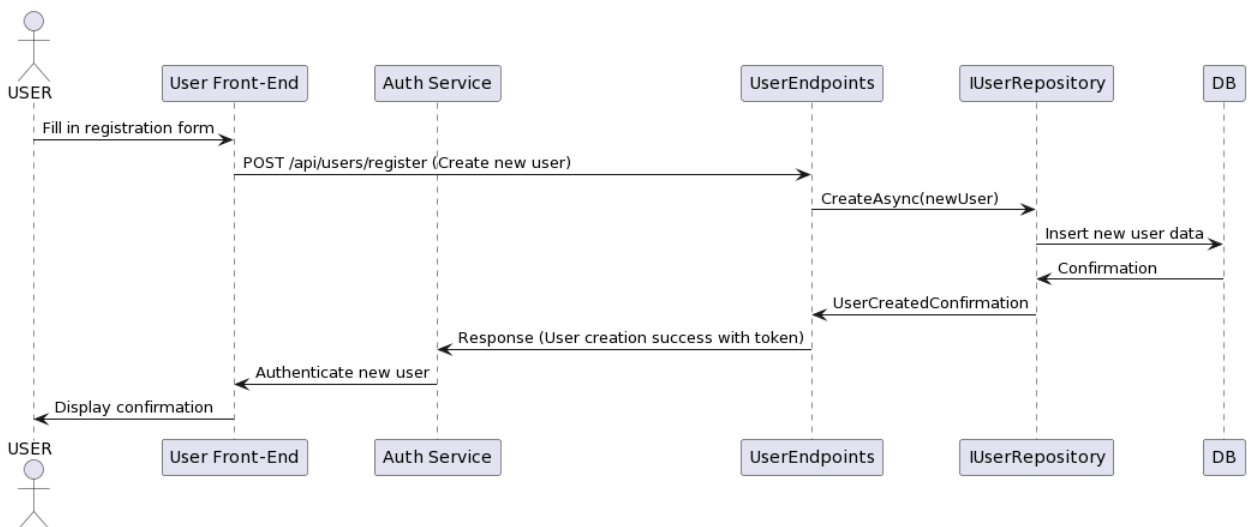 USER
User Front-End
Auth Service
UserEndpoints
IUserRepository
DB
Fill in registration form
POST /api/users/register (Create new user)
CreateAsync(newUser)
Insert new user data
Confirmation
UserCreatedConfirmation
Response (User creation success with token)
Authenticate new user
Display confirmation
USER
User Front-End
Auth Service
UserEndpoints
IUserRepository
DB